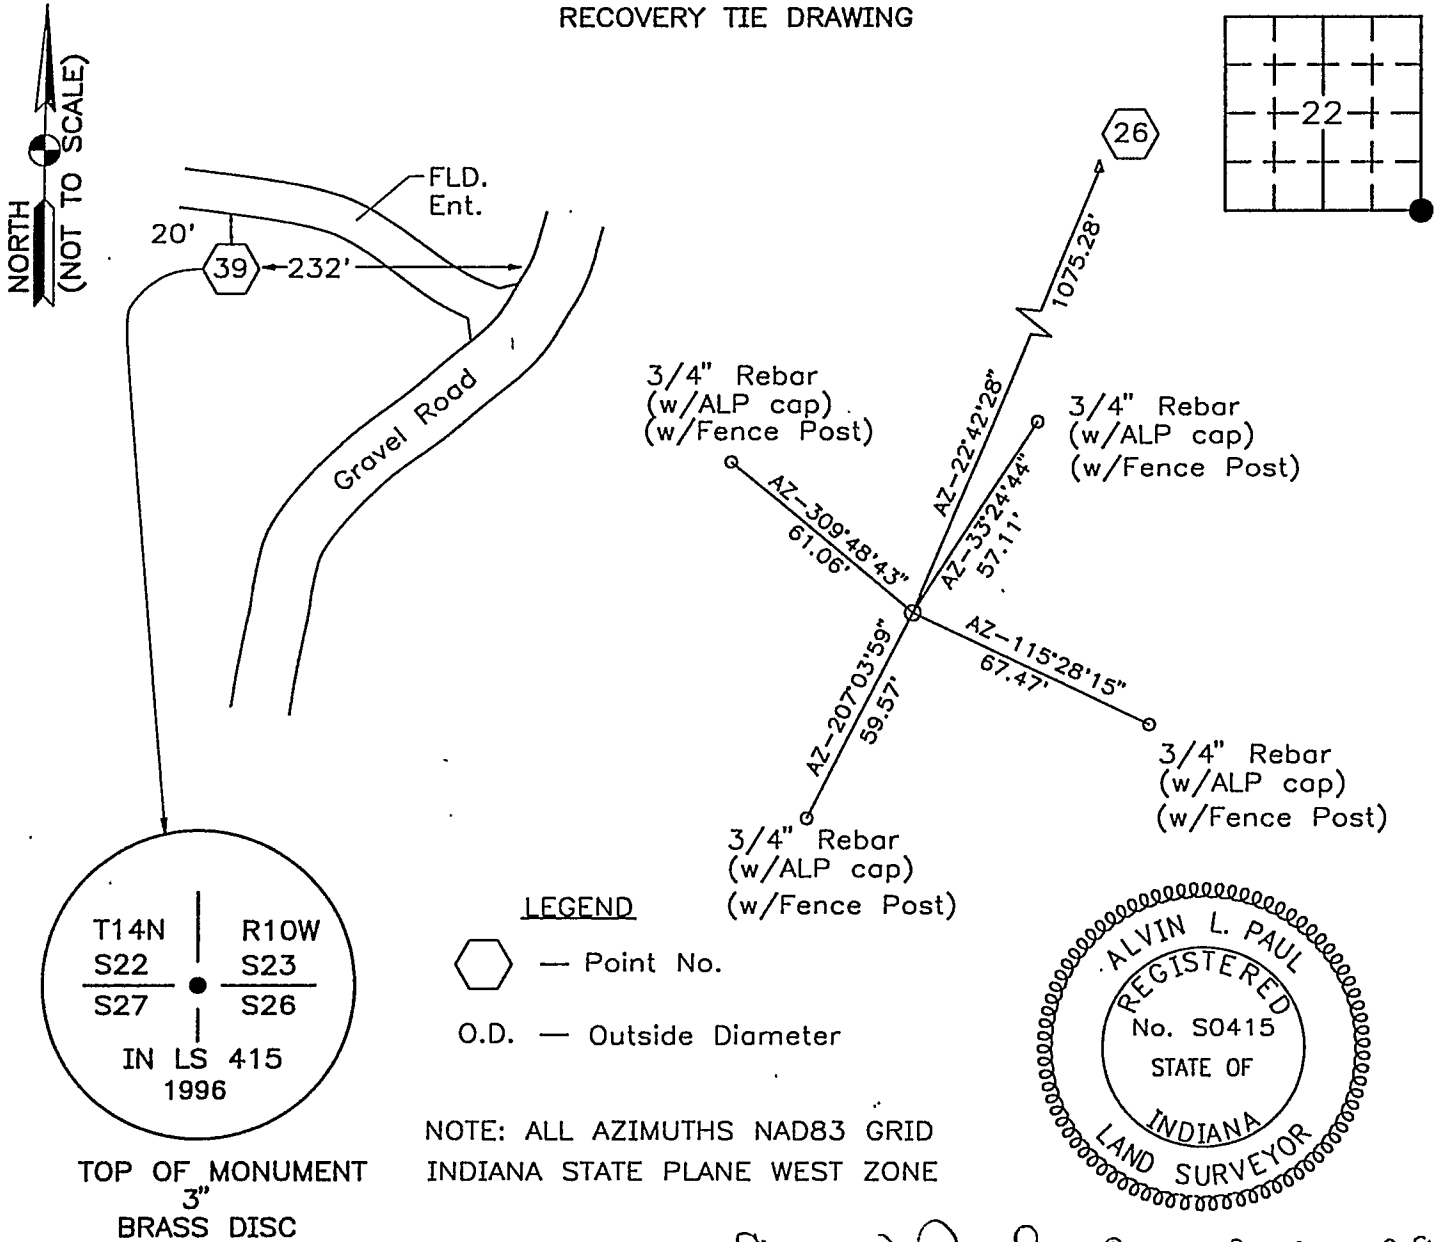 RECOVERY TIE DRAWING
NORTH
(NOT TO SCALE)
22
26
FLD.
Ent.
20'
39
232'
1075.28'
Gravel Road
3/4" Rebar
(w/ALP cap)
(w/Fence Post)
AZ-22°42'28"
3/4" Rebar
(w/ALP cap)
(w/Fence Post)
AZ-309°48'43"
61.06'
AZ-33°24'44"
57.11'
AZ-207°03'59"
59.57'
AZ-115°28'15"
67.47'
3/4" Rebar
(w/ALP cap)
(w/Fence Post)
3/4" Rebar
(w/ALP cap)
(w/Fence Post)
T14N R10W
S22 S23
S27 S26
IN LS 415
1996
TOP OF MONUMENT
3"
BRASS DISC
LEGEND
— Point No.
O.D. — Outside Diameter
NOTE: ALL AZIMUTHS NAD83 GRID
INDIANA STATE PLANE WEST ZONE
ALVIN L. PAUL
REGISTERED
No. S0415
STATE OF
INDIANA
LAND SURVEYOR